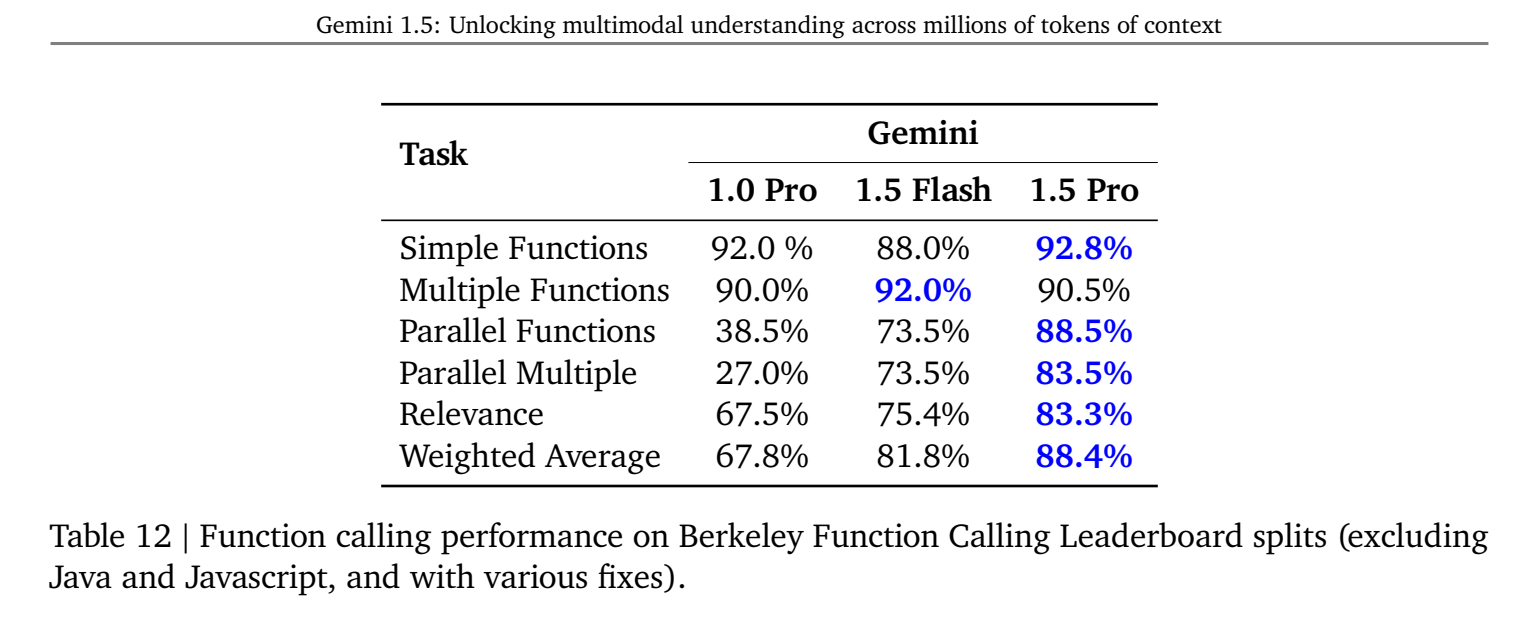 Gemini 1.5: Unlocking multimodal understanding across millions of tokens of context
Task
Gemini
1.0 Pro 1.5 Flash 1.5 Pro
Simple Functions 92.0 % 88.0% 92.8%
Multiple Functions 90.0% 92.0% 90.5%
Parallel Functions 38.5% 73.5% 88.5%
Parallel Multiple 27.0% 73.5% 83.5%
Relevance 67.5% 75.4% 83.3%
Weighted Average 67.8% 81.8% 88.4%
Table 12 | Function calling performance on Berkeley Function Calling Leaderboard splits (excluding
Java and Javascript, and with various fixes).